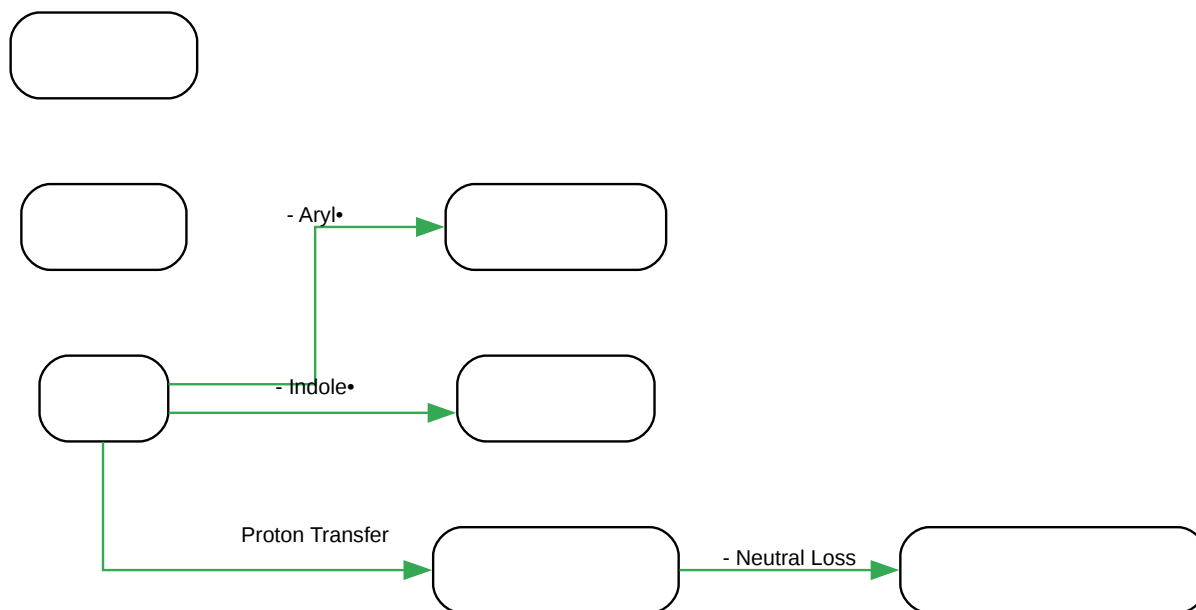 - Aryl•
- Indole•
Proton Transfer
- Neutral Loss